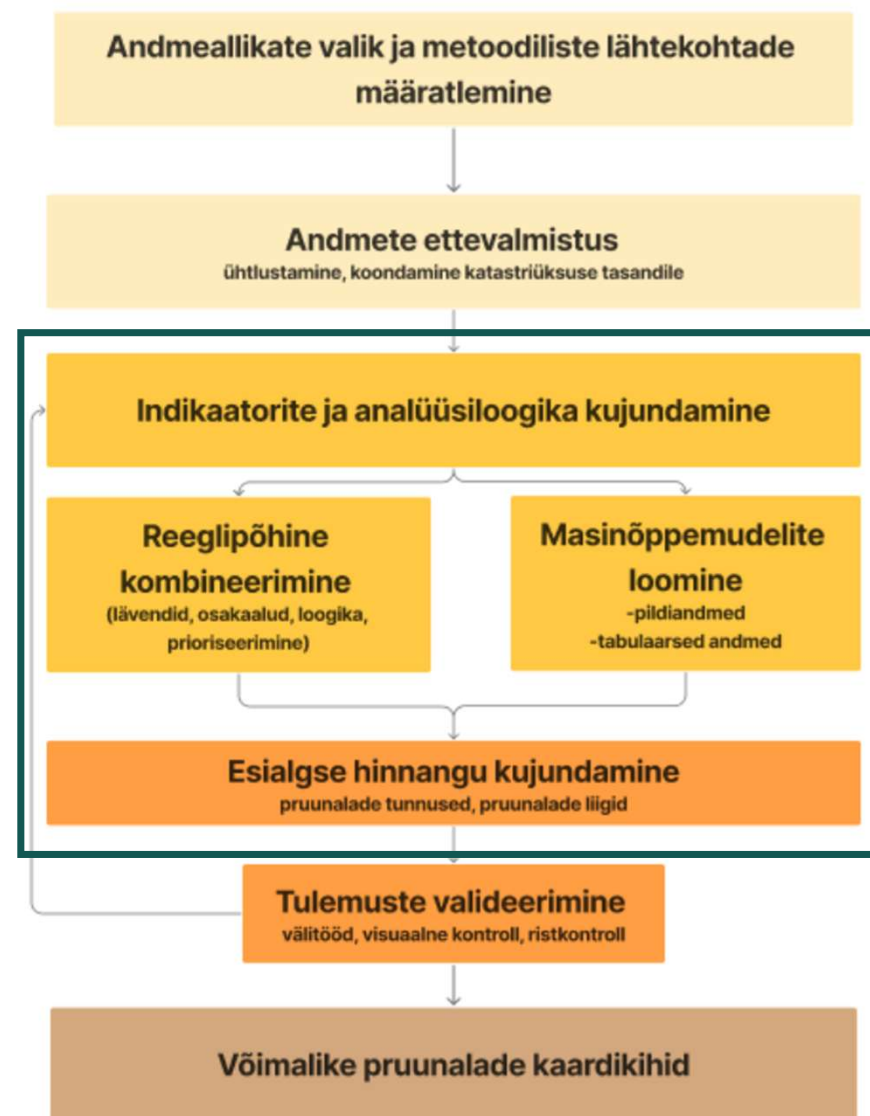 Andmeallikate valik ja metoodiliste lähtekohtade
määratlemine
Andmete ettevalmistus
ühtlustamine, koondamine katastriüksuse tasandile
Indikaatorite ja analüüsiloogika kujundamine
Reeglipõhine
kombineerimine
(lävendid, osakaalud, loogika,
prioriseerimine)
Masinõppemudelite
loomine
-pildiandmed
-tabulaarsed andmed
Esialgse hinnangu kujundamine
pruunalade tunnused, pruunalade liigid
Tulemuste valideerimine
välitööd, visuaalne kontroll, ristkontroll
Võimalike pruunalade kaardikihid